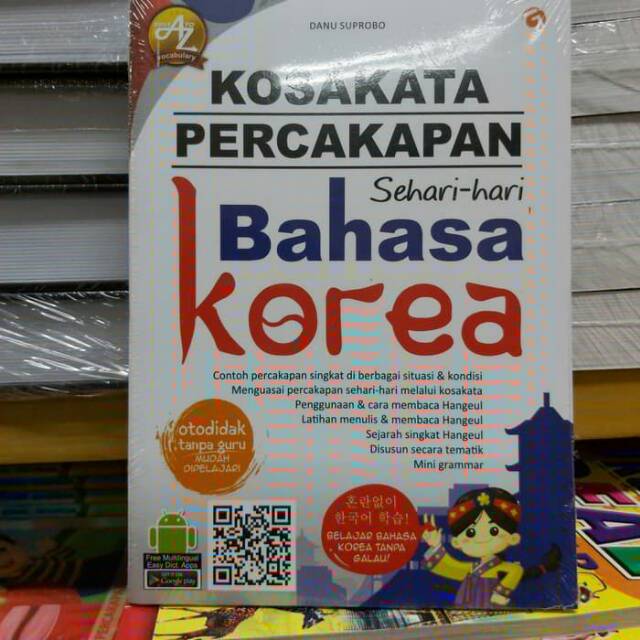 DANU SUPROBO
AZ
vocabulary
KOSAKATA
PERCAKAPAN
Sehari-hari
Bahasa
korea
Contoh percakapan singkat di berbagai situasi & kondisi
Menguasai percakapan sehari-hari melalui kosakata
Penggunaan & cara membaca Hangeul
Latihan menulis & membaca Hangeul
Sejarah singkat Hangeul
Disusun secara tematik
Mini grammar
otodidak
tanpa guru
MUDAH
DIPELAJARI
혼란없이
한국어 학습!
BELAJAR BAHASA
KOREA TANPA
GALAU!
Free Multilingual
Easy Dict. Apps
Google play